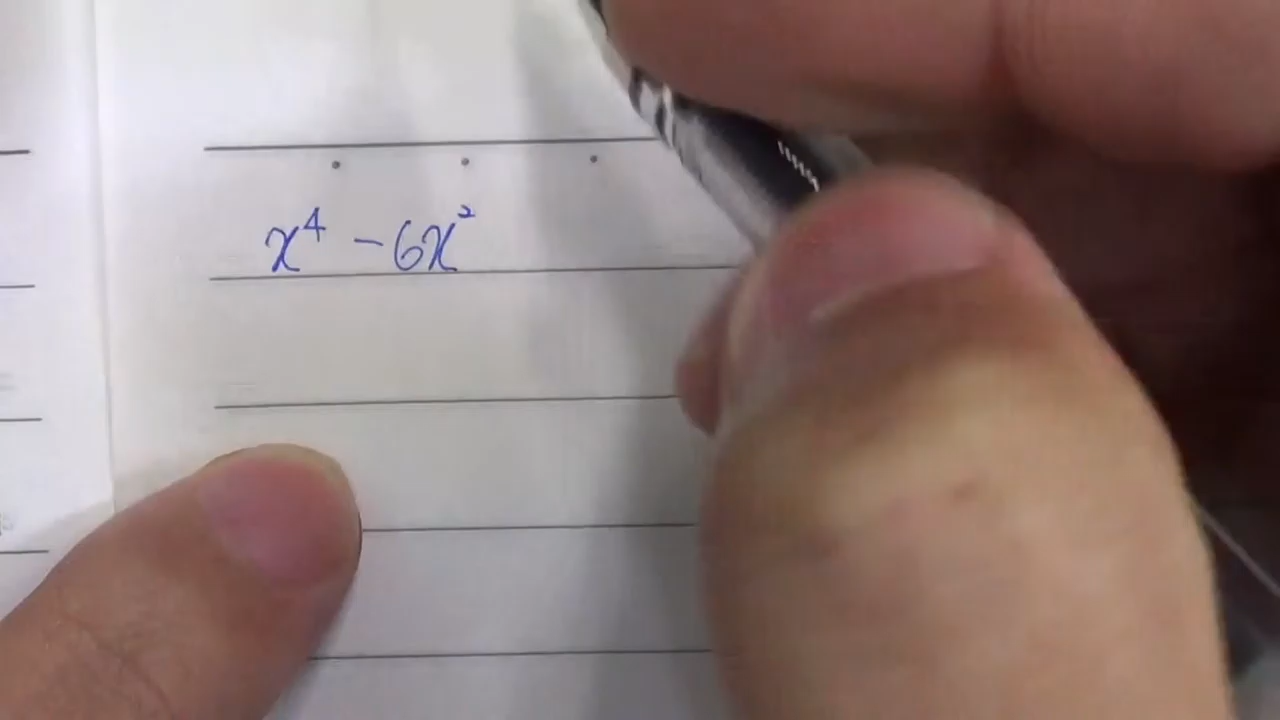 x⁴ - 6x²